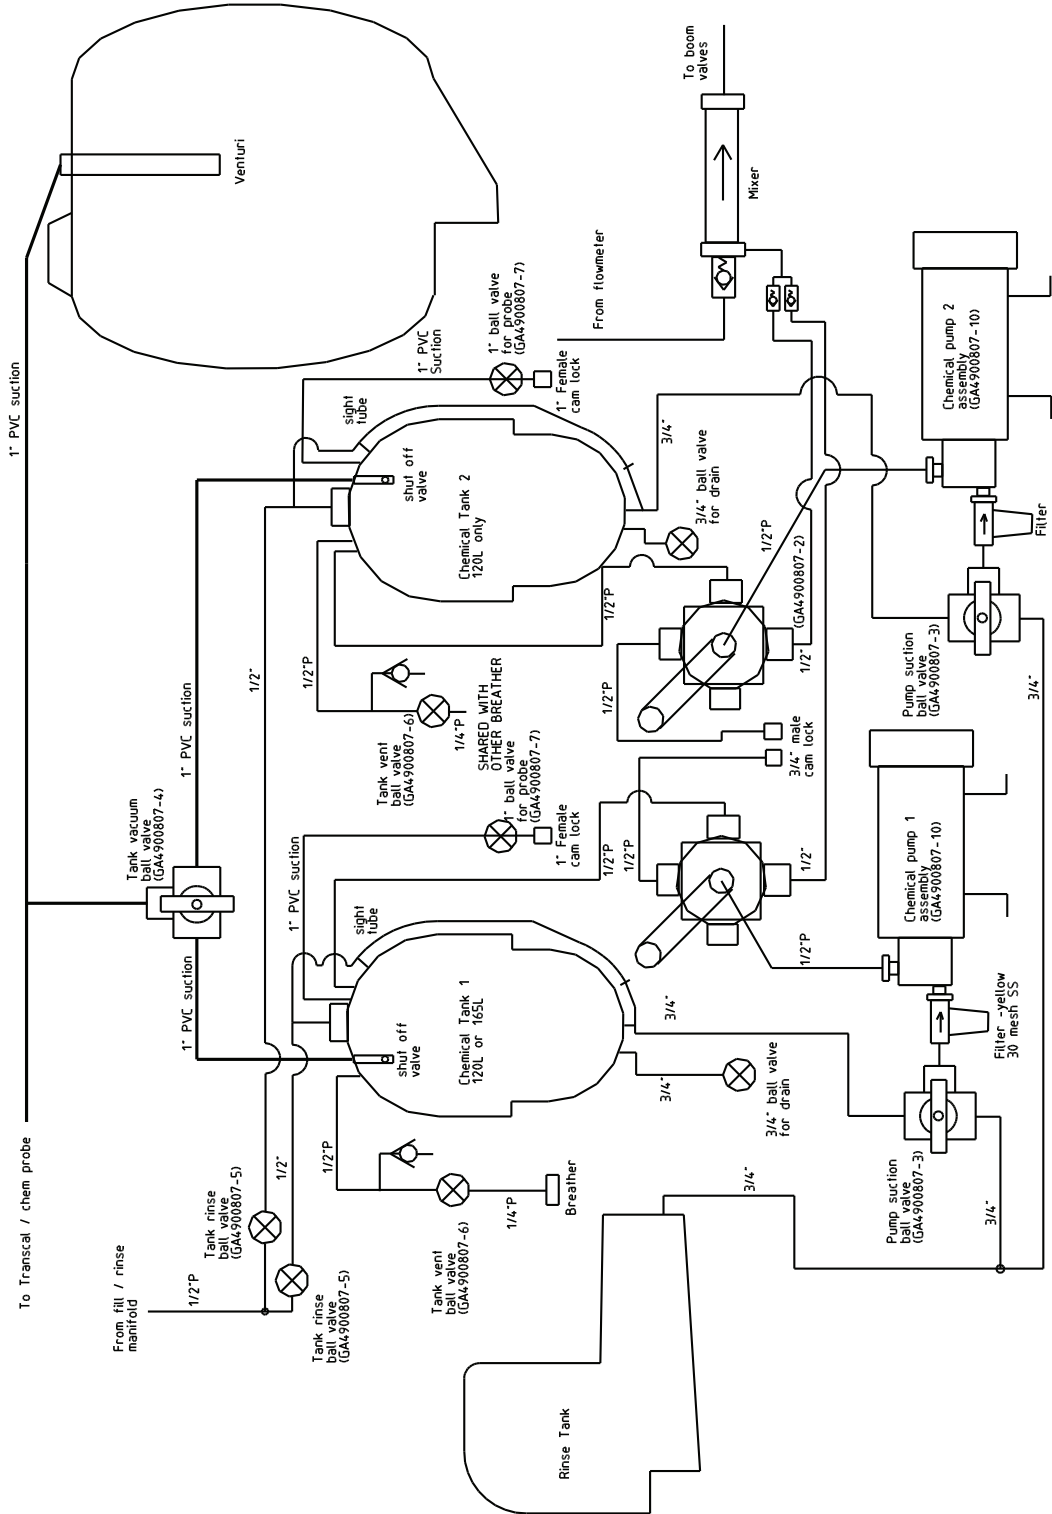 To Transcal / chem probe
1" PVC suction
Venturi
From fill / rinse
manifold
1/2"P
Tank rinse
ball valve
(GA4900807-5)
Tank rinse
ball valve
(GA4900807-5)
1/2"
1/2"
Tank vacuum
ball valve
(GA4900807-4)
1" PVC suction
1" PVC suction
1/2"P
Tank vent
ball valve
(GA4900807-6)
1/4"P
Breather
shut off
valve
Chemical Tank 1
120L or 165L
sight
tube
1" PVC suction
1" ball valve
for probe
(GA4900807-7)
1" Female
cam lock
3/4"
3/4"
3/4" ball valve
for drain
1/2"P
Tank vent
ball valve
(GA4900807-6)
1/4"P
SHARED WITH
OTHER BREATHER
shut off
valve
Chemical Tank 2
120L only
sight
tube
1" PVC
Suction
1" ball valve
for probe
(GA4900807-7)
1" Female
cam lock
3/4"
3/4" ball valve
for drain
From flowmeter
To boom
valves
Mixer
1/2"P
1/2"P
1/2"P
(GA4900807-2)
1/2"
3/4" male
cam lock
1/2"P
1/2"P
1/2"
1/2"P
Chemical pump 1
assembly
(GA4900807-10)
Filter -yellow
30 mesh SS
Pump suction
ball valve
(GA4900807-3)
3/4"
3/4"
Chemical pump 2
assembly
(GA4900807-10)
Filter
Pump suction
ball valve
(GA4900807-3)
3/4"
Rinse Tank